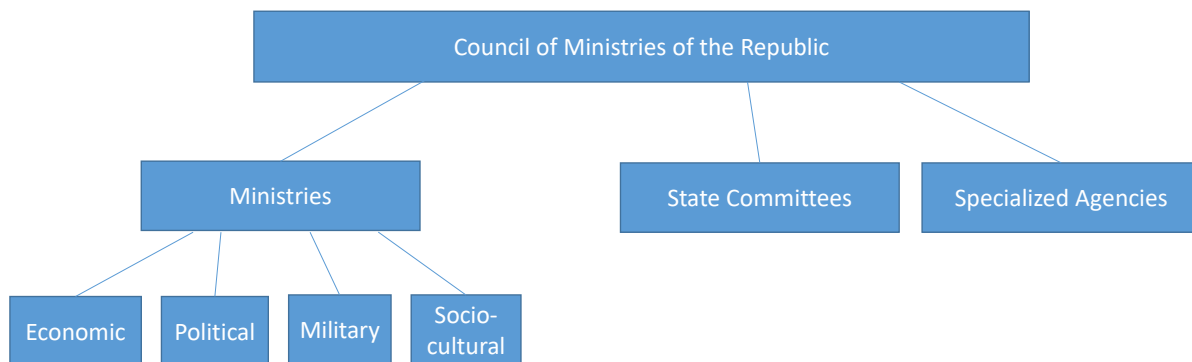 Council of Ministries of the Republic
Ministries
State Committees
Specialized Agencies
Economic
Political
Military
Socio-
cultural